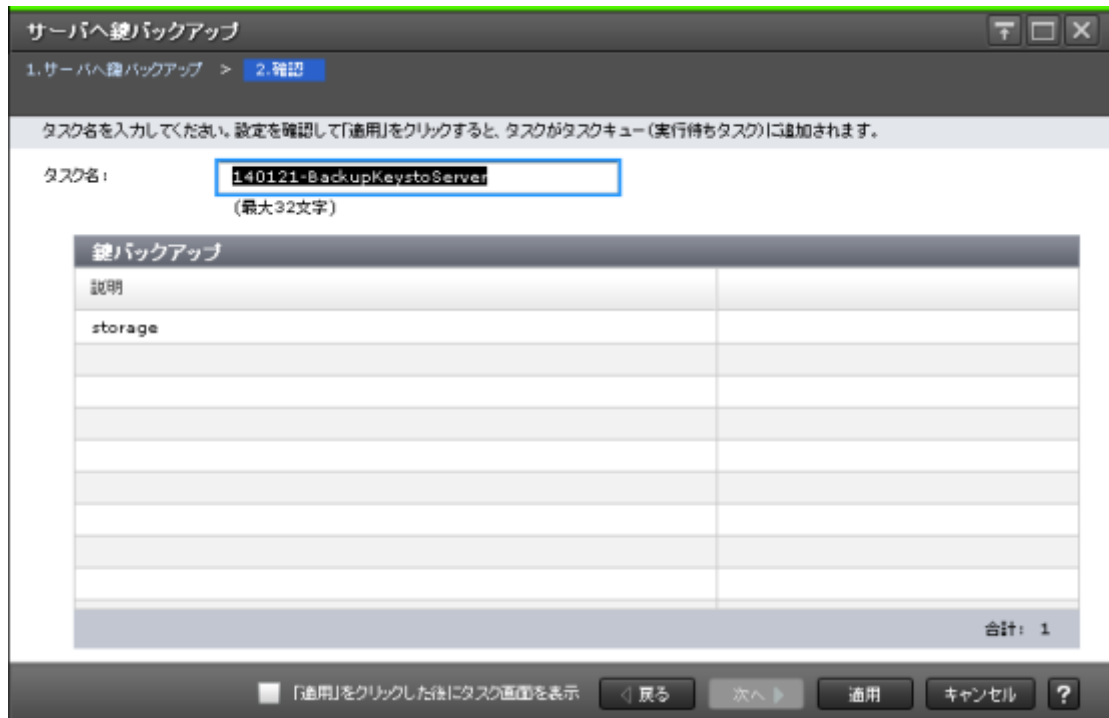 サーバへ鍵バックアップ
1.サーバへ鍵バックアップ > 2.確認
タスク名を入力してください。設定を確認して「適用」をクリックすると、タスクがタスクキュー(実行待ちタスク)に追加されます。
タスク名: 140121-BackupKeystoServer
(最大32文字)
鍵バックアップ
説明
storage
合計: 1
「適用」をクリックした後にタスク画面を表示 戻る 次へ 適用 キャンセル ?